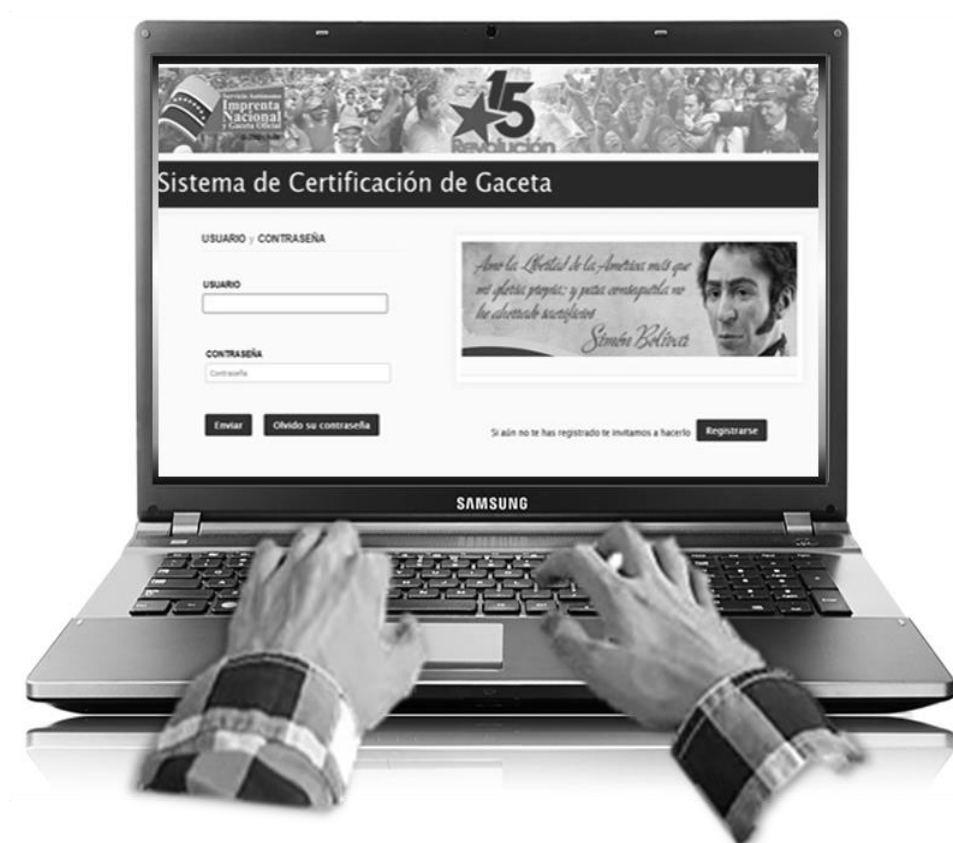 Servicio Autónomo
Imprenta
Nacional
y Gaceta Oficial
15
Revolución
Sistema de Certificación de Gaceta
USUARIO y CONTRASEÑA
USUARIO
CONTRASEÑA
Contraseña
Enviar Olvido su contraseña
Amo la Libertad de la América más que
mi gloria propia; y para conseguirla no
he ahorrado sacrificios
Simón Bolívar
Si aún no te has registrado te invitamos a hacerlo Registrarse
SAMSUNG